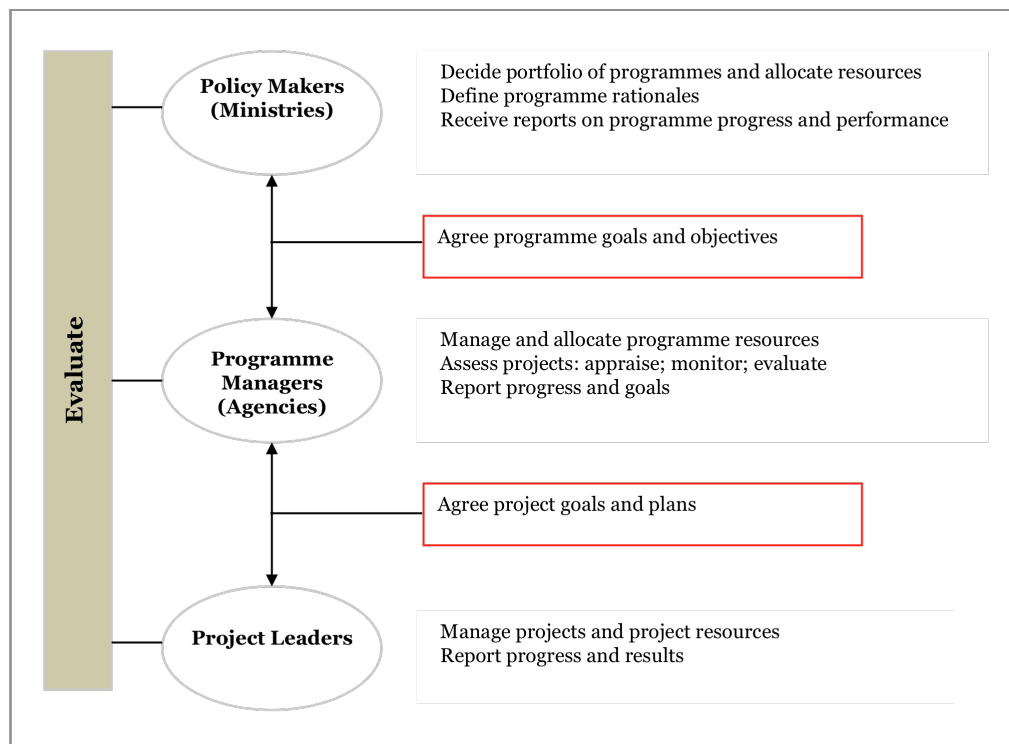 Evaluate
Policy Makers
(Ministries)
Decide portfolio of programmes and allocate resources
Define programme rationales
Receive reports on programme progress and performance
Agree programme goals and objectives
Programme
Managers
(Agencies)
Manage and allocate programme resources
Assess projects: appraise; monitor; evaluate
Report progress and goals
Agree project goals and plans
Project Leaders
Manage projects and project resources
Report progress and results